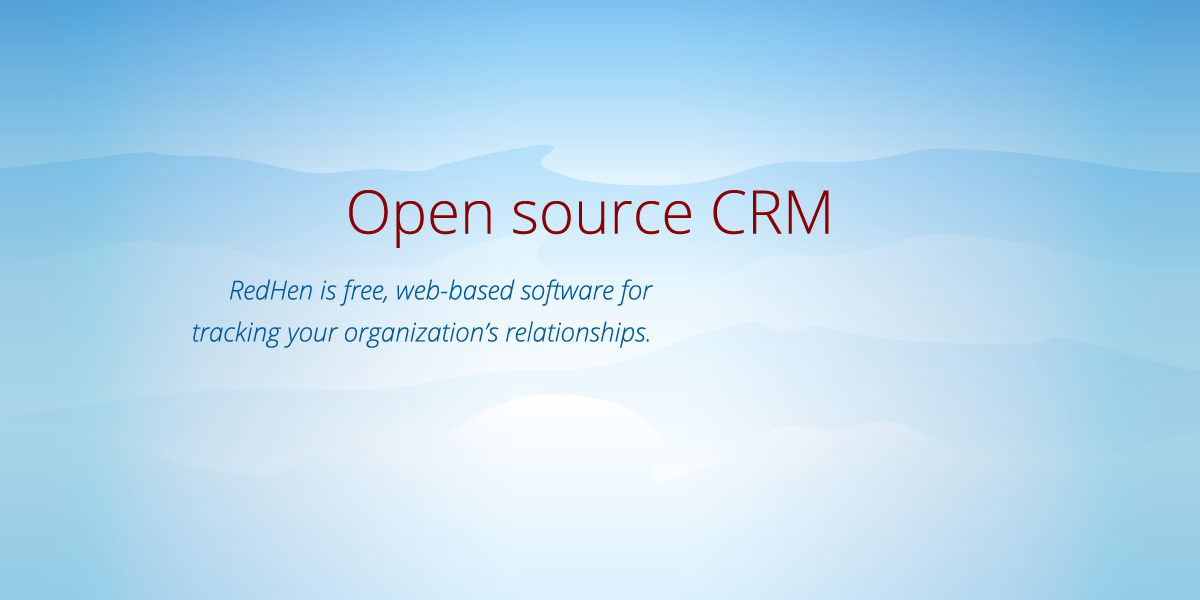 Open source CRM
RedHen is free, web-based software for
tracking your organization’s relationships.